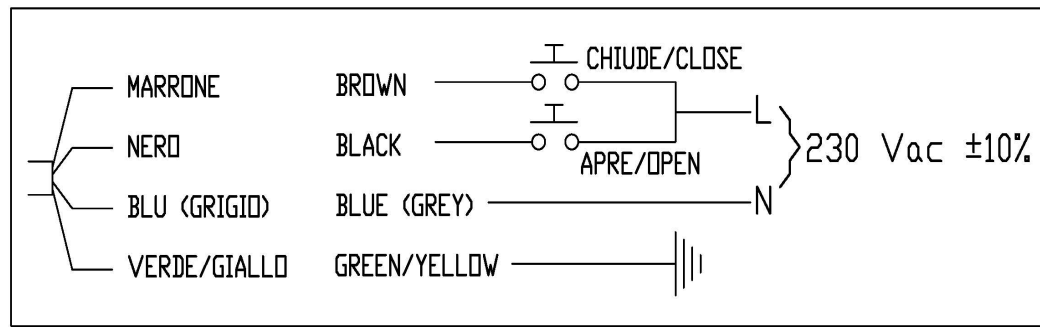 CHIUDE/CLOSE
MARRONE BROWN
L
NERO BLACK
230 Vac ±10%
APRE/OPEN
BLU (GRIGIO) BLUE (GREY) N
VERDE/GIALLO GREEN/YELLOW